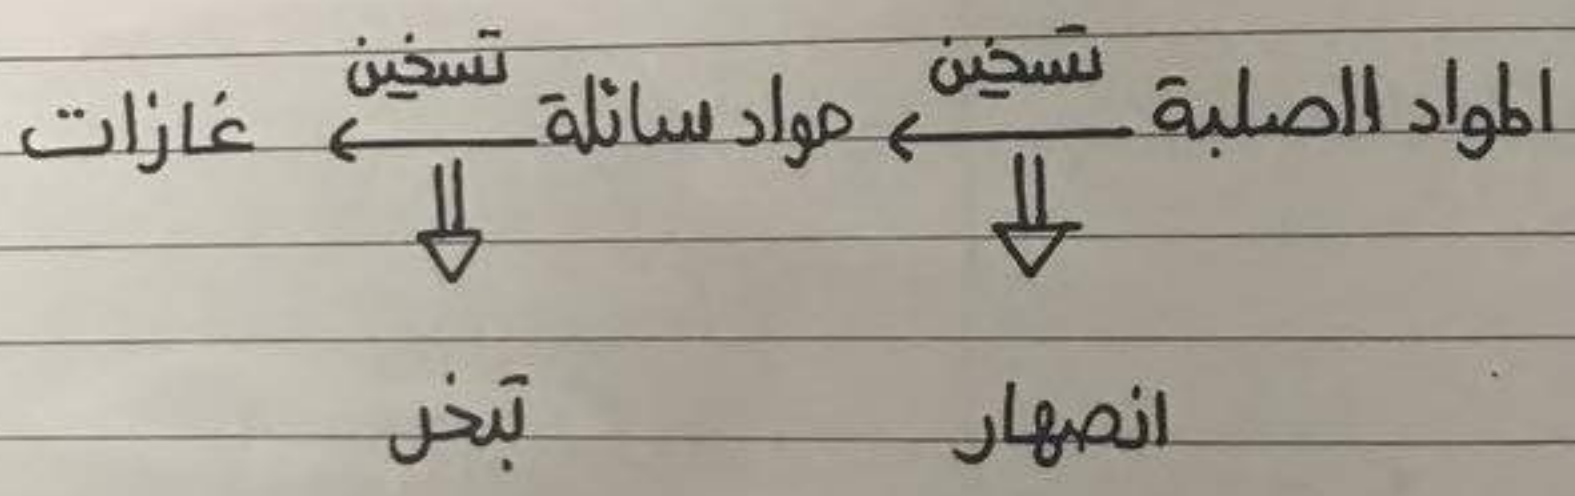 تسخين تسخين
المواد الصلبة ← مواد سائلة ← غازات
انصهار تبخر